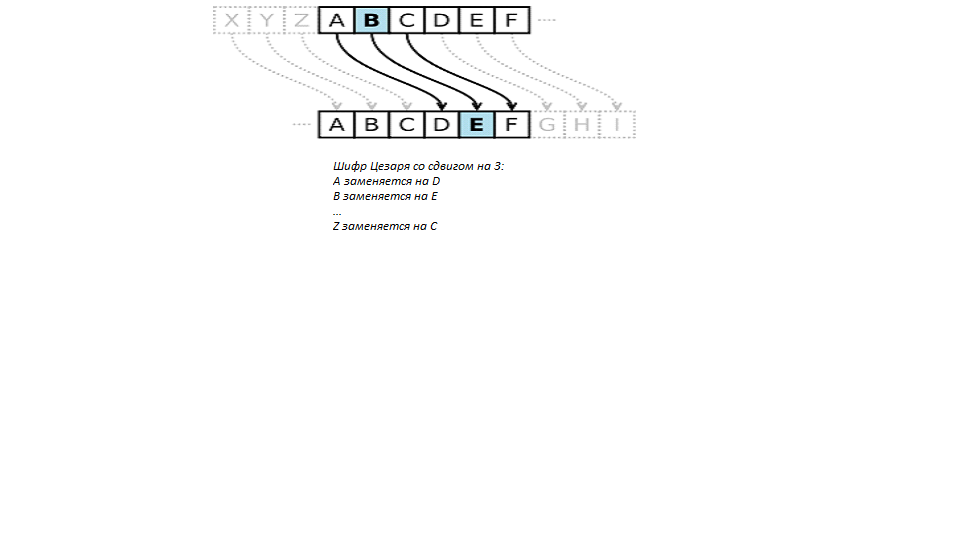 X Y Z A B C D E F ....
.... A B C D E F G H I
Шифр Цезаря со сдвигом на 3:
A заменяется на D
B заменяется на E
...
Z заменяется на C